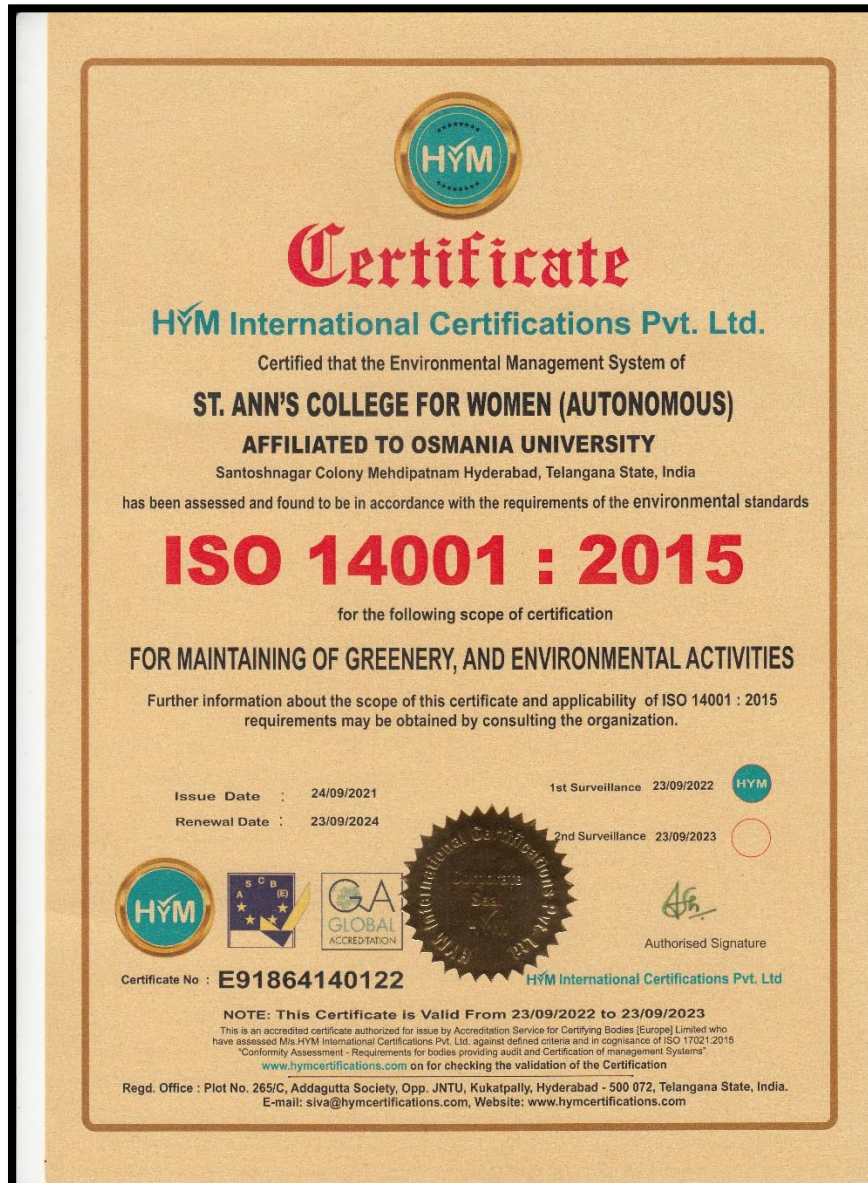 HYM
Certificate
HYM International Certifications Pvt. Ltd.
Certified that the Environmental Management System of
ST. ANN'S COLLEGE FOR WOMEN (AUTONOMOUS)
AFFILIATED TO OSMANIA UNIVERSITY
Santoshnagar Colony Mehdipatnam Hyderabad, Telangana State, India
has been assessed and found to be in accordance with the requirements of the environmental standards
ISO 14001 : 2015
for the following scope of certification
FOR MAINTAINING OF GREENERY, AND ENVIRONMENTAL ACTIVITIES
Further information about the scope of this certificate and applicability of ISO 14001 : 2015
requirements may be obtained by consulting the organization.
Issue Date : 24/09/2021
Renewal Date : 23/09/2024
1st Surveillance 23/09/2022 HYM
2nd Surveillance 23/09/2023
HYM
ASCB(E)
GA
GLOBAL
ACCREDITATION
HYM International Certifications Pvt. Ltd
Corporate
Seal
HYM
Authorised Signature
Certificate No : E91864140122
HYM International Certifications Pvt. Ltd
NOTE: This Certificate is Valid From 23/09/2022 to 23/09/2023
This is an accredited certificate authorized for issue by Accreditation Service for Certifying Bodies [Europe] Limited who
have assessed M/s.HYM International Certifications Pvt. Ltd. against defined criteria and in cognisance of ISO 17021:2015
"Conformity Assessment - Requirements for bodies providing audit and Certification of management Systems".
www.hymcertifications.com on for checking the validation of the Certification
Regd. Office : Plot No. 265/C, Addagutta Society, Opp. JNTU, Kukatpally, Hyderabad - 500 072, Telangana State, India.
E-mail: siva@hymcertifications.com, Website: www.hymcertifications.com